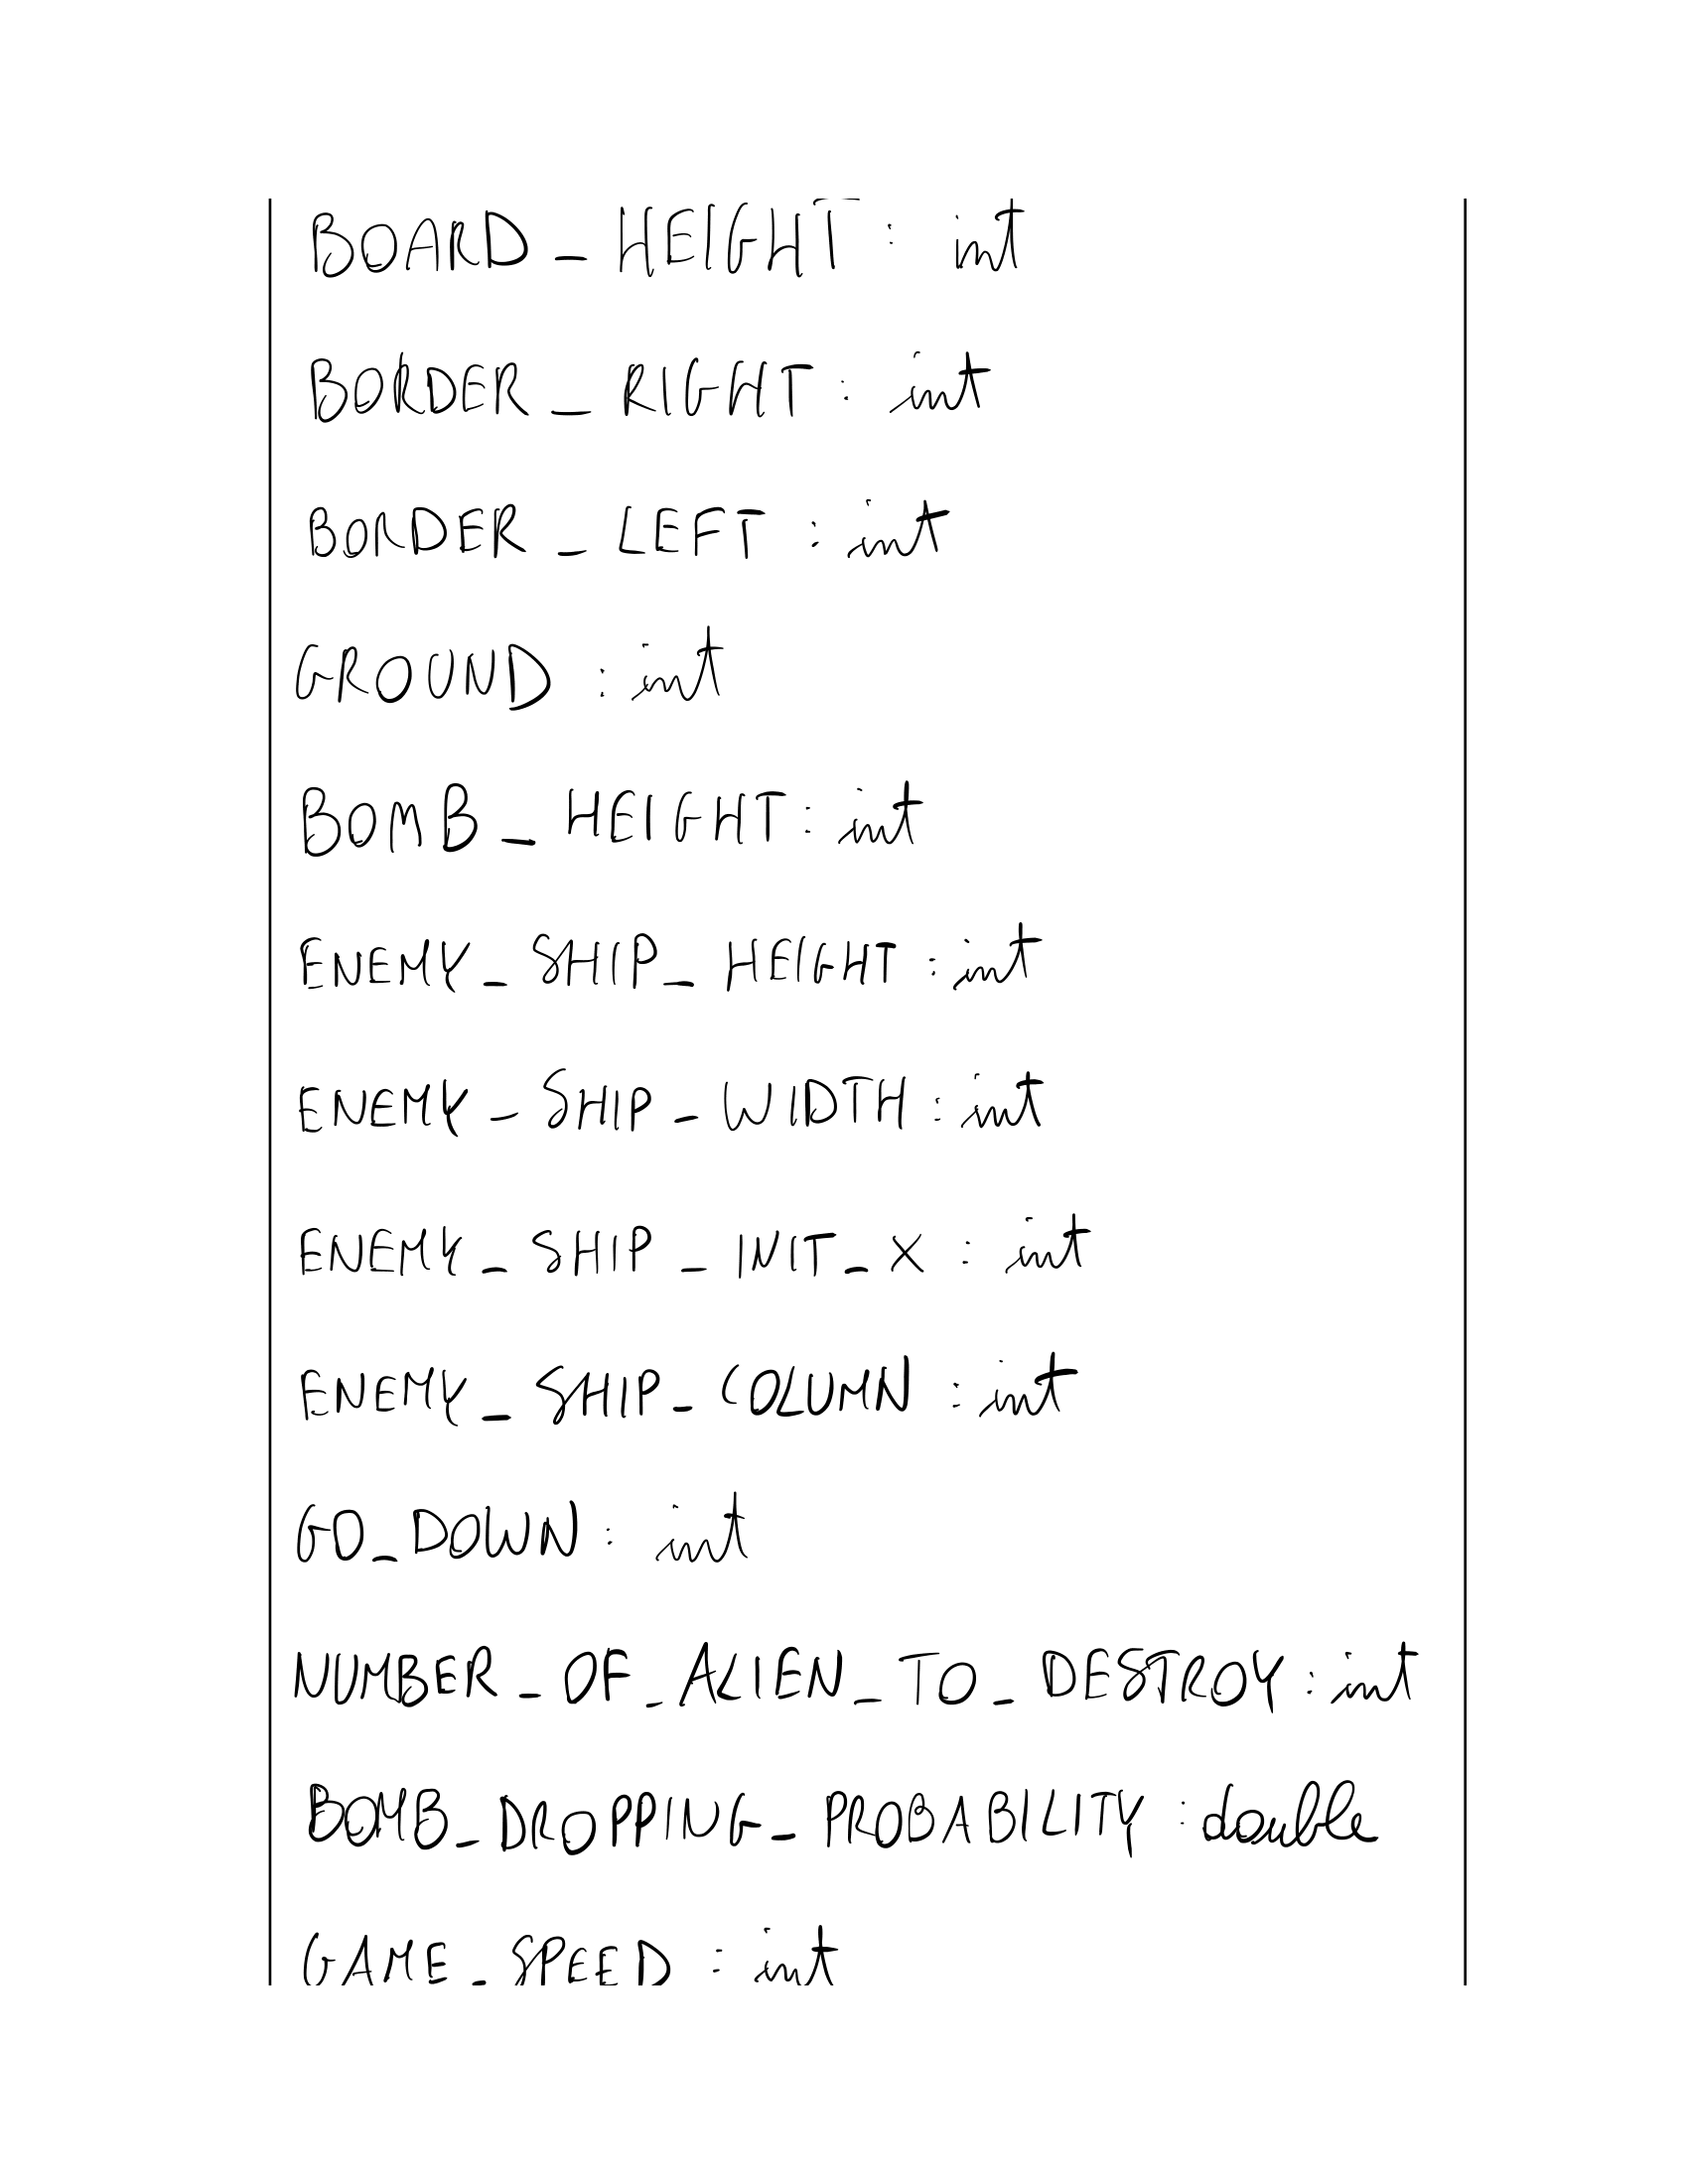 BOARD_HEIGHT : int
BORDER_RIGHT : int
BORDER_LEFT : int
GROUND : int
BOMB_HEIGHT : int
ENEMY_SHIP_HEIGHT : int
ENEMY_SHIP_WIDTH : int
ENEMY_SHIP_INIT_X : int
ENEMY_SHIP_COLUMN : int
GO_DOWN : int
NUMBER_OF_ALIEN_TO_DESTROY : int
BOMB_DROPPING_PROBABILITY : double
GAME_SPEED : int